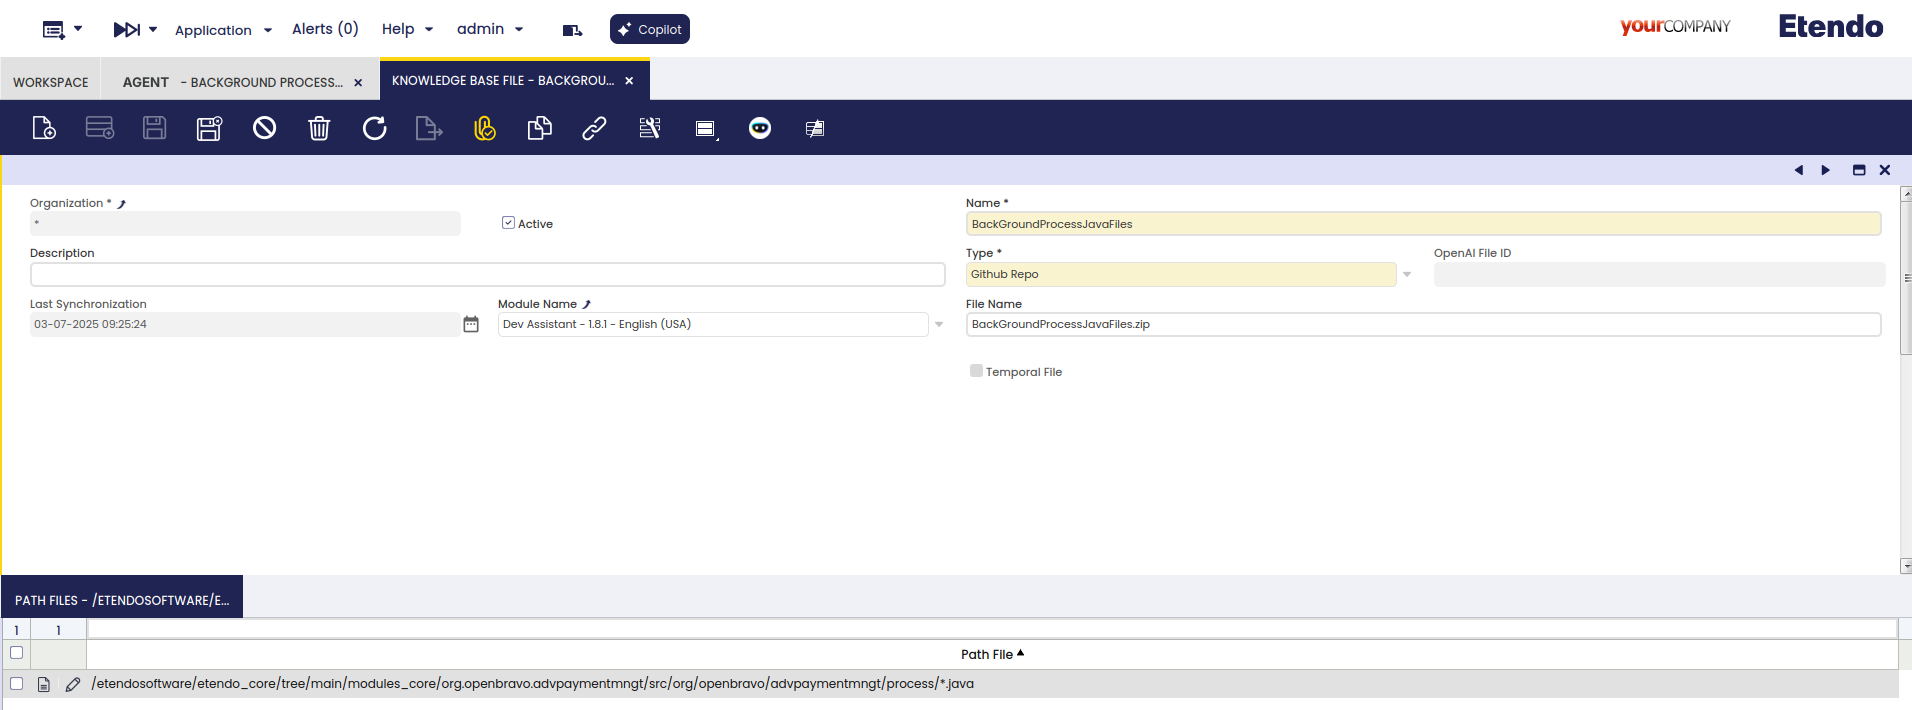 Application
Alerts (0)
Help
admin
Copilot
yourCOMPANY
Etendo
WORKSPACE
AGENT - BACKGROUND PROCESS...
KNOWLEDGE BASE FILE - BACKGROU...
Organization *
*
Active
Name *
BackGroundProcessJavaFiles
Description
Type *
Github Repo
OpenAI File ID
Last Synchronization
03-07-2025 09:25:24
Module Name
Dev Assistant - 1.8.1 - English (USA)
File Name
BackGroundProcessJavaFiles.zip
Temporal File
PATH FILES - /ETENDOSOFTWARE/E...
1 1
Path File
/etendosoftware/etendo_core/tree/main/modules_core/org.openbravo.advpaymentmngt/src/org/openbravo/advpaymentmngt/process/*.java